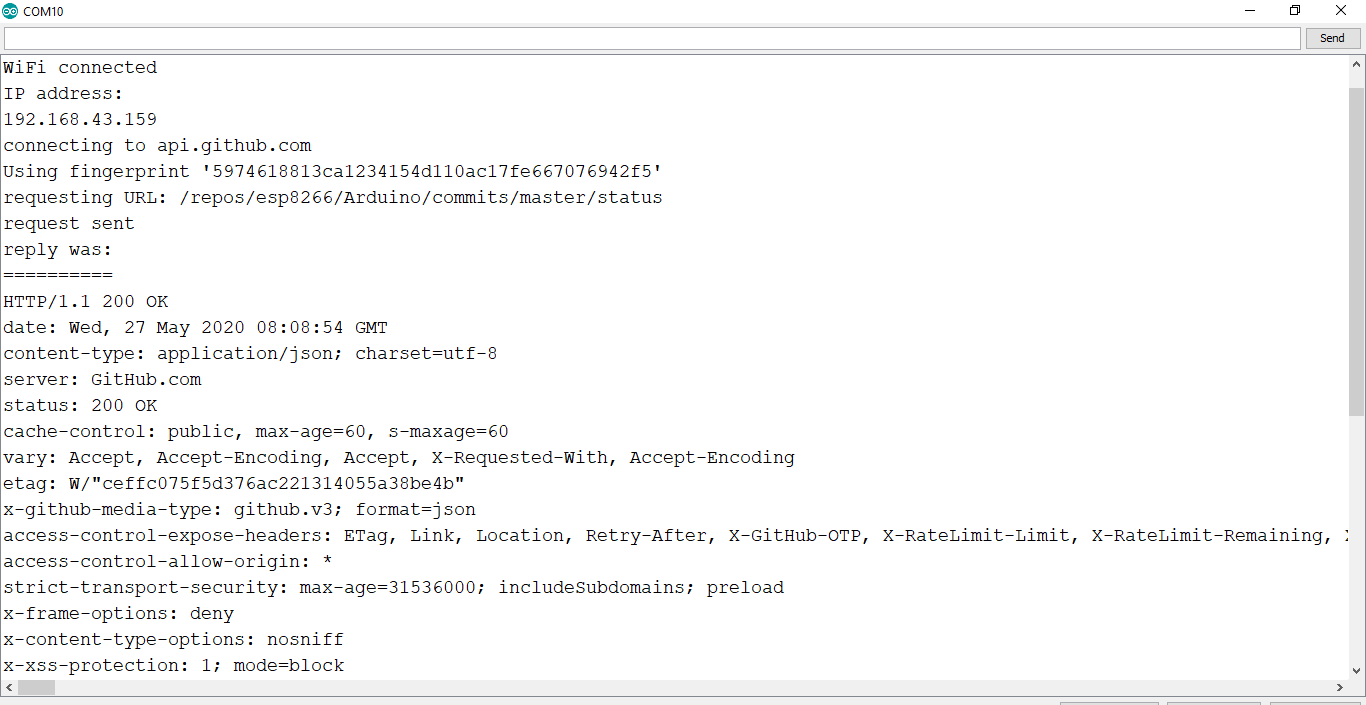 COM10
Send
WiFi connected
IP address:
192.168.43.159
connecting to api.github.com
Using fingerprint '5974618813ca1234154d110ac17fe667076942f5'
requesting URL: /repos/esp8266/Arduino/commits/master/status
request sent
reply was:
==========
HTTP/1.1 200 OK
date: Wed, 27 May 2020 08:08:54 GMT
content-type: application/json; charset=utf-8
server: GitHub.com
status: 200 OK
cache-control: public, max-age=60, s-maxage=60
vary: Accept, Accept-Encoding, Accept, X-Requested-With, Accept-Encoding
etag: W/"ceffc075f5d376ac221314055a38be4b"
x-github-media-type: github.v3; format=json
access-control-expose-headers: ETag, Link, Location, Retry-After, X-GitHub-OTP, X-RateLimit-Limit, X-RateLimit-Remaining,
access-control-allow-origin: *
strict-transport-security: max-age=31536000; includeSubdomains; preload
x-frame-options: deny
x-content-type-options: nosniff
x-xss-protection: 1; mode=block